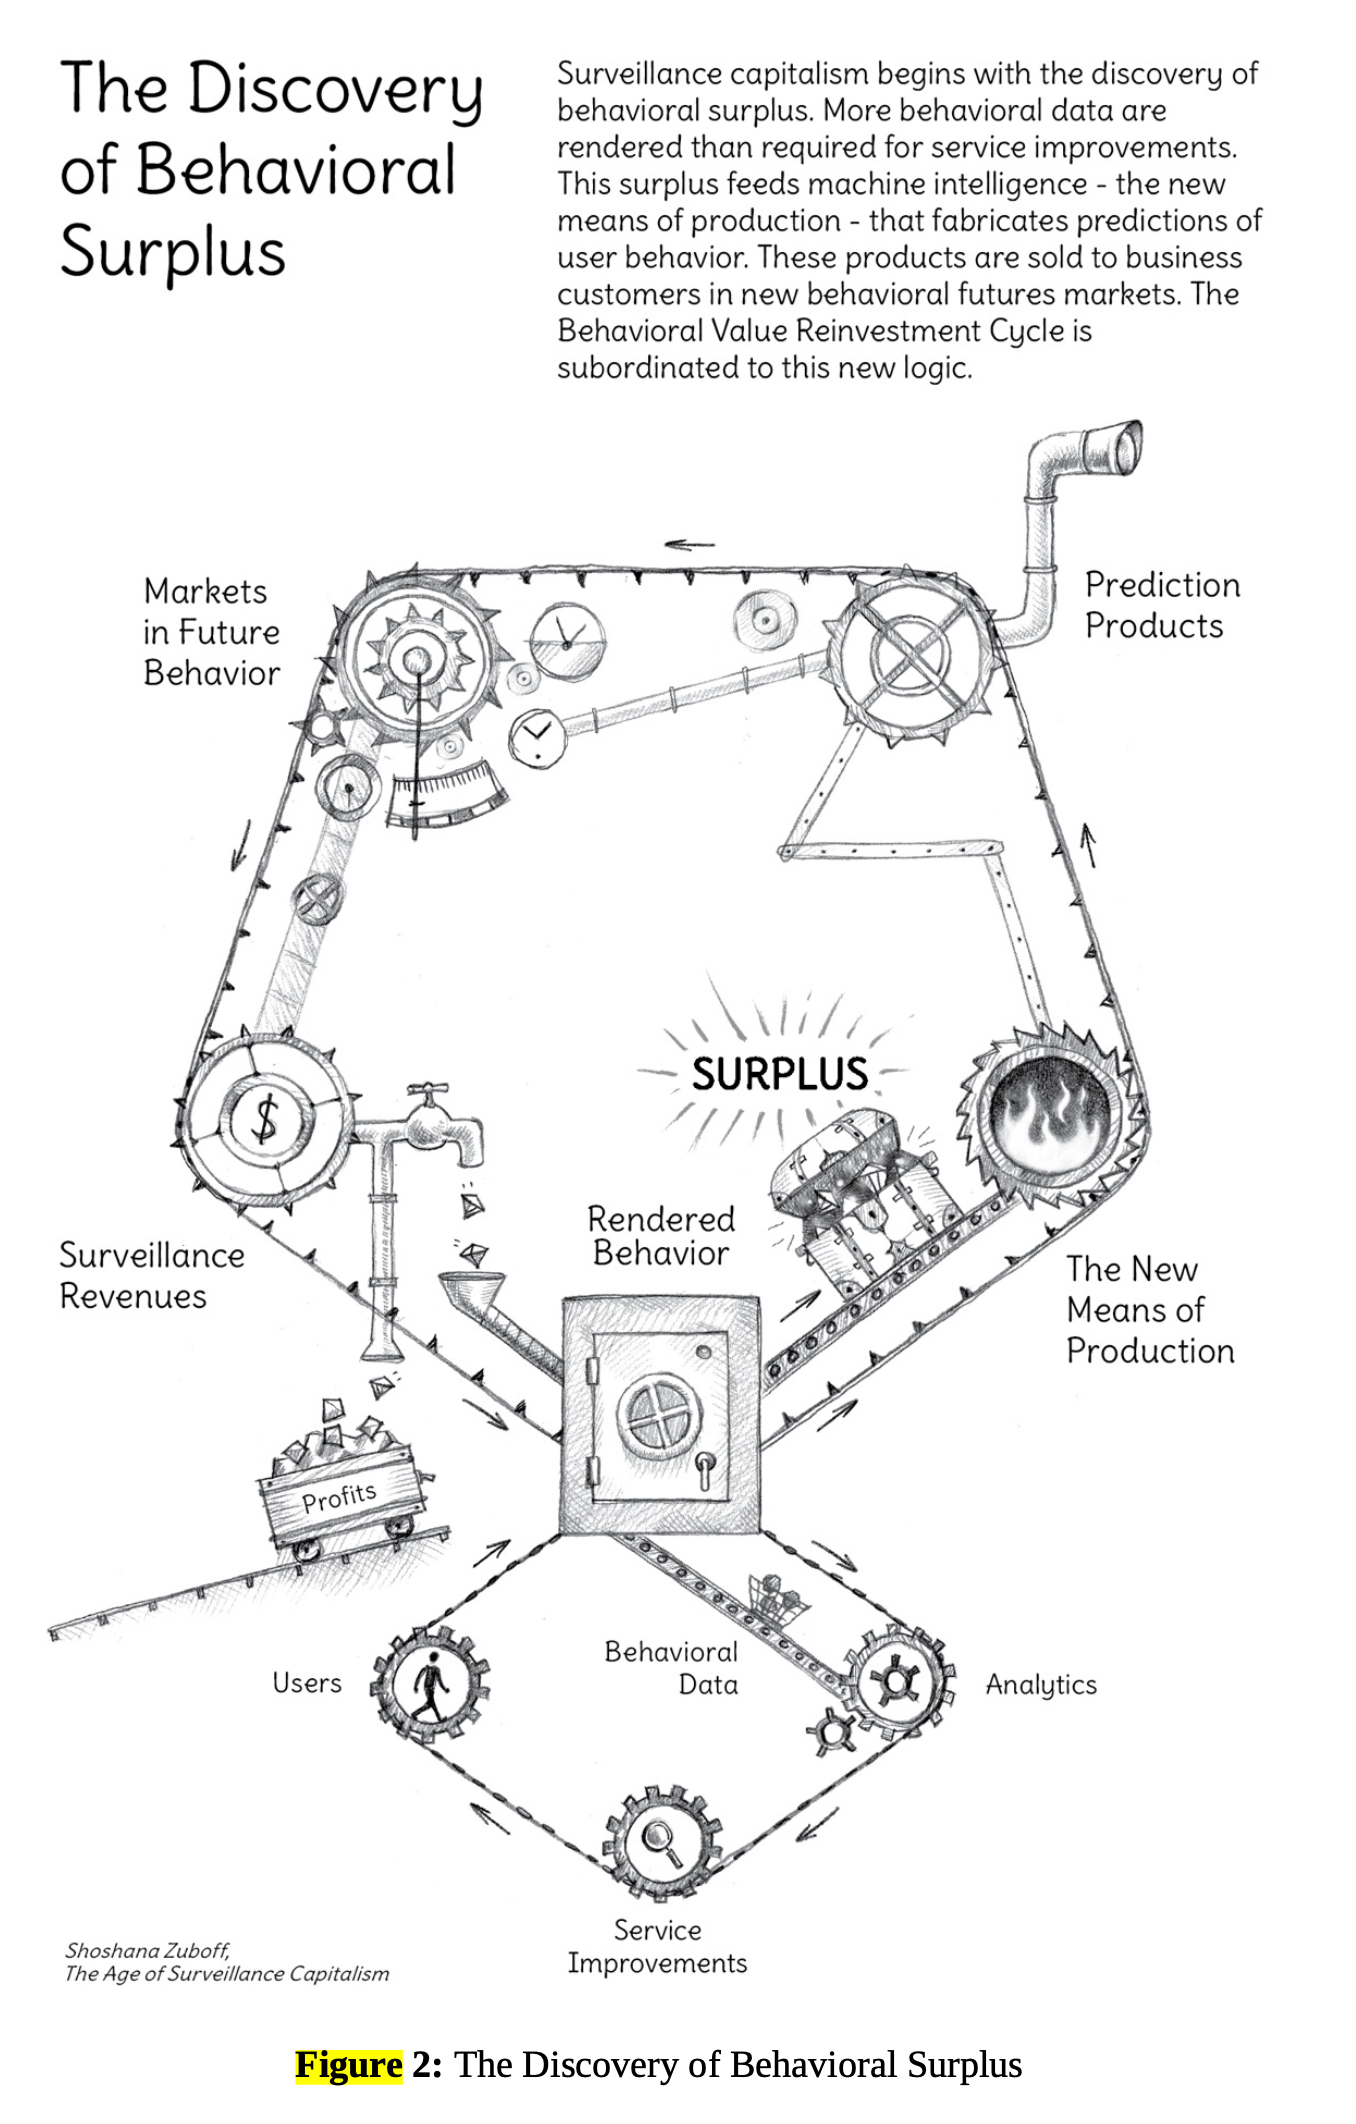 The Discovery
of Behavioral
Surplus
Surveillance capitalism begins with the discovery of
behavioral surplus. More behavioral data are
rendered than required for service improvements.
This surplus feeds machine intelligence - the new
means of production - that fabricates predictions of
user behavior. These products are sold to business
customers in new behavioral futures markets. The
Behavioral Value Reinvestment Cycle is
subordinated to this new logic.
Markets
in Future
Behavior
Prediction
Products
SURPLUS
$
Rendered
Behavior
Surveillance
Revenues
The New
Means of
Production
Profits
Users
Behavioral
Data
Analytics
Service
Improvements
Shoshana Zuboff,
The Age of Surveillance Capitalism
Figure 2: The Discovery of Behavioral Surplus